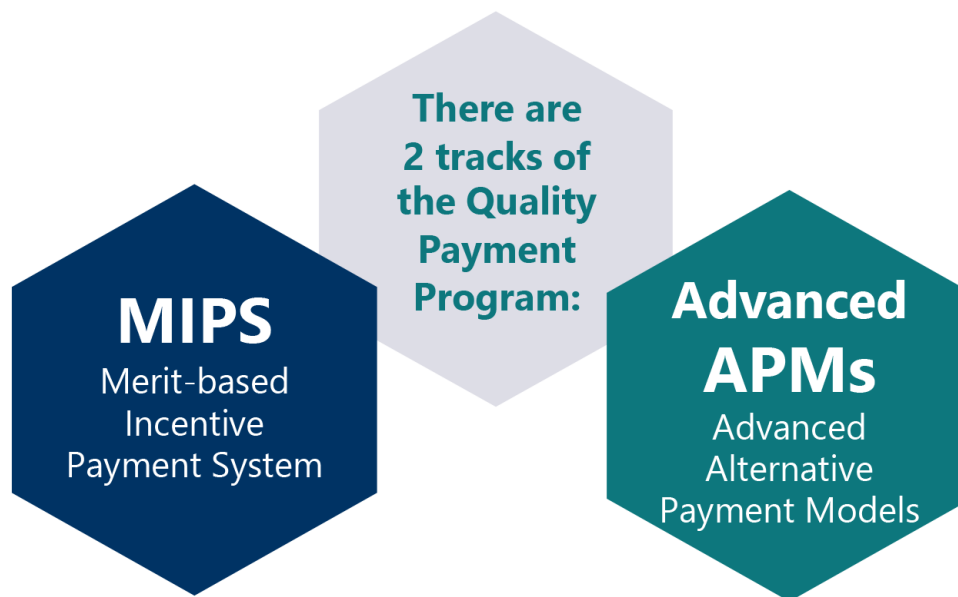 There are
2 tracks of
the Quality
Payment
Program:
MIPS
Merit-based
Incentive
Payment System
Advanced
APMs
Advanced
Alternative
Payment Models